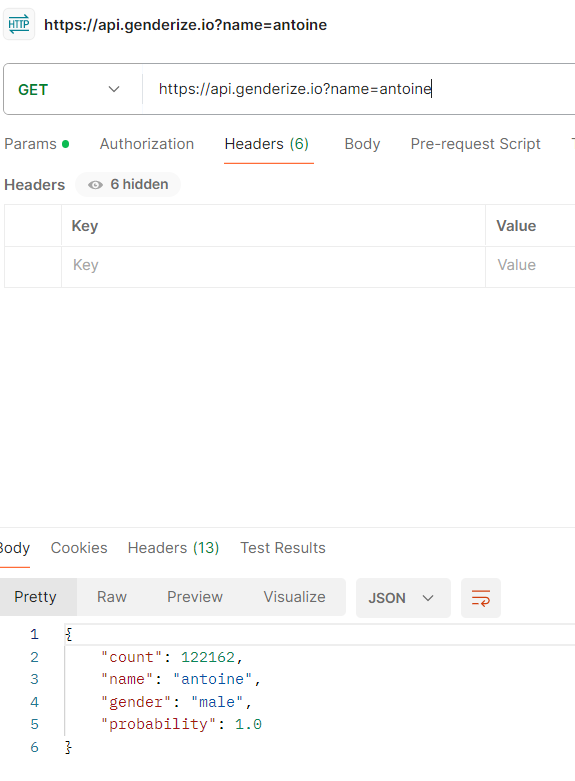 HTTP https://api.genderize.io?name=antoine
GET https://api.genderize.io?name=antoine
Params Authorization Headers (6) Body Pre-request Script
Headers 6 hidden
Key Value
Key Value
Body Cookies Headers (13) Test Results
Pretty Raw Preview Visualize JSON
1 {
2 "count": 122162,
3 "name": "antoine",
4 "gender": "male",
5 "probability": 1.0
6 }